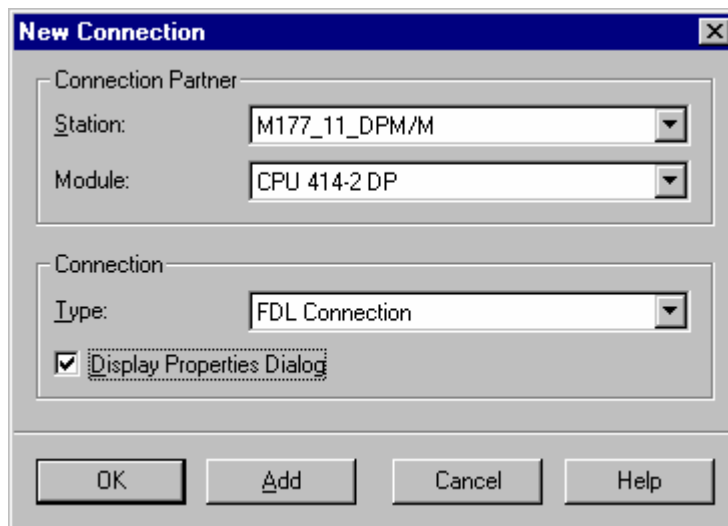 New Connection
Connection Partner
Station: M177_11_DPM/M
Module: CPU 414-2 DP
Connection
Type: FDL Connection
Display Properties Dialog
OK Add Cancel Help